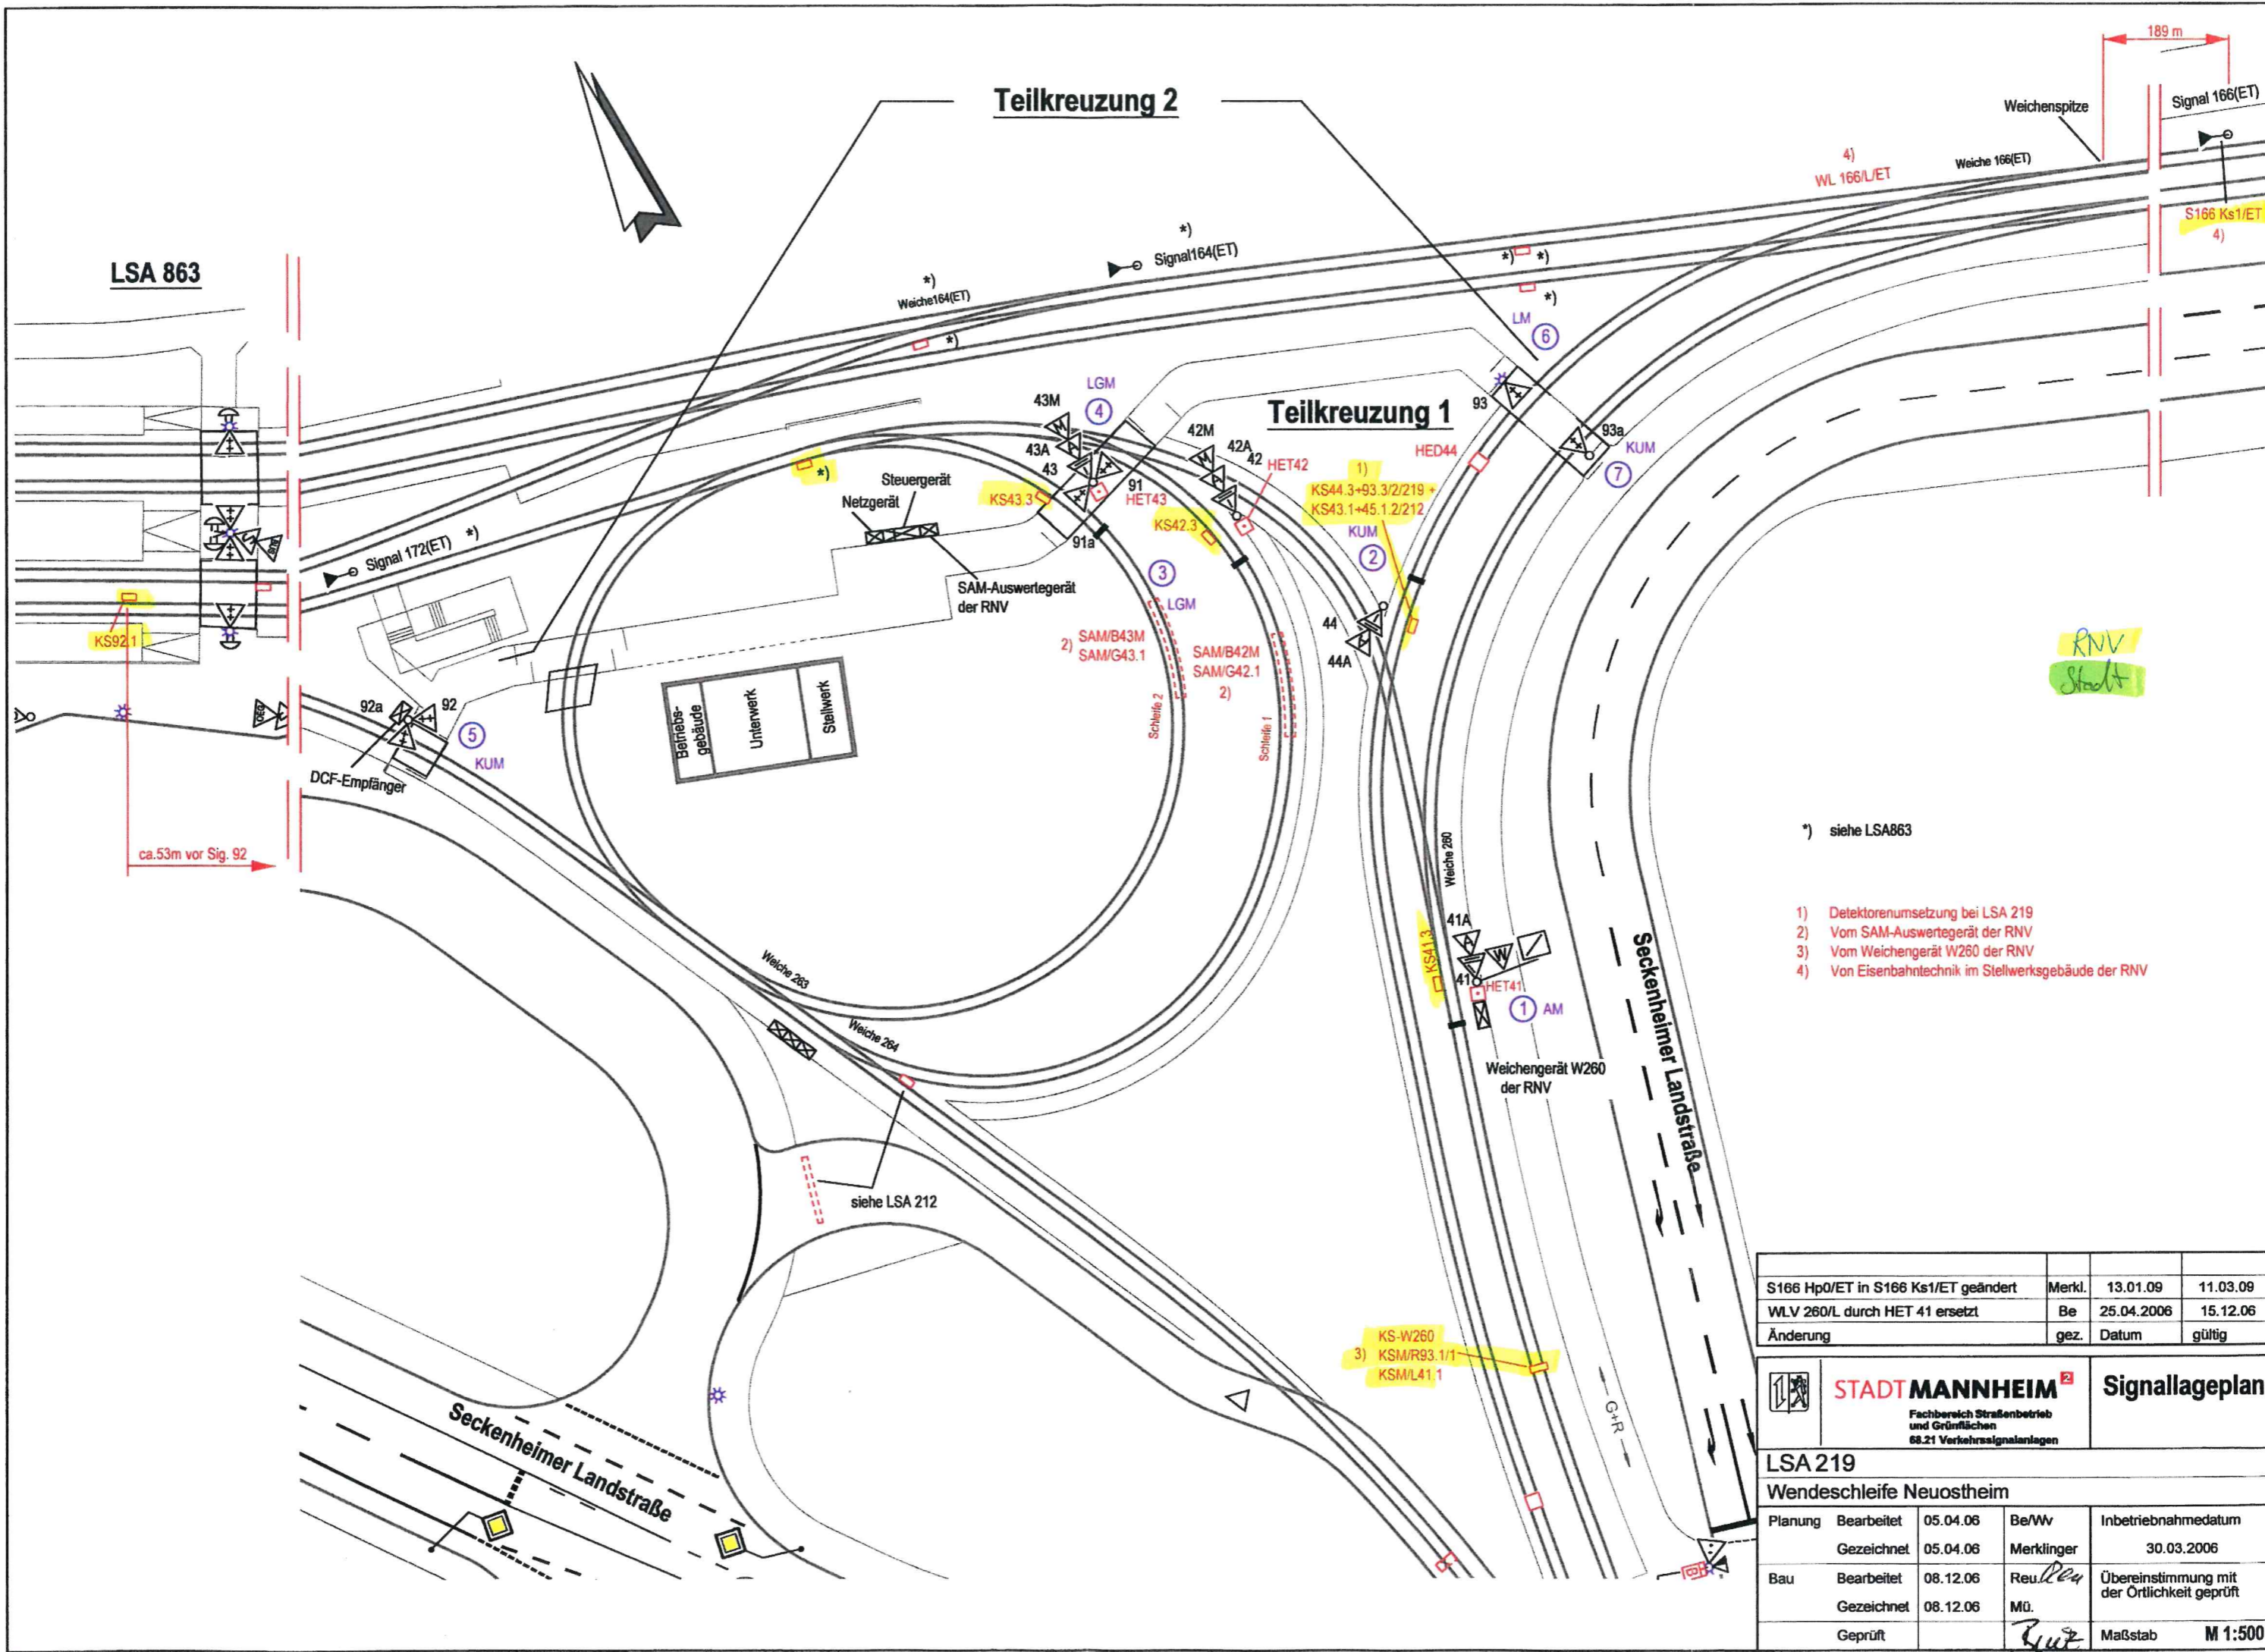 189 m
Teilkreuzung 2
Weichenspitze
Signal 166(ET)
4)
WL 166/L/ET
Weiche 166(ET)
S166 Ks1/ET
4)
*)
Signal164(ET)
LSA 863
*)
Weiche164(ET)
*) *)
*)
LM
6
*)
LGM
4
43M
Teilkreuzung 1
93
42M
43A
42A
42
43
93a
KUM
7
HED44
HET42
1)
KS44.3+93.3/2/219 +
KS43.1+45.1.2/212
*)
Steuergerät
Netzgerät
KS43.3
91
HET43
KS42.3
KUM
2
91a
Signal 172(ET) *)
3
LGM
SAM-Auswertegerät
der RNV
KS92.1
44
44A
2) SAM/B43M
SAM/G43.1
SAM/B42M
SAM/G42.1
2)
RNV
Stadt
Schleife 2
Schleife 1
Betriebs-
gebäude
Unterwerk
Stellwerk
92a
92
5
KUM
DCF-Empfänger
OEG
BUS
ca.53m vor Sig. 92
Weiche 260
*) siehe LSA863
1) Detektorenumsetzung bei LSA 219
2) Vom SAM-Auswertegerät der RNV
3) Vom Weichengerät W260 der RNV
4) Von Eisenbahntechnik im Stellwerksgebäude der RNV
41A
KS41.3
W
41
HET41
1 AM
Weiche 263
Weiche 264
Weichengerät W260
der RNV
Seckenheimer Landstraße
siehe LSA 212
KS-W260
3) KSM/R93.1/1
KSM/L41.1
G+R
Seckenheimer Landstraße
S166 Hp0/ET in S166 Ks1/ET geändert Merkl. 13.01.09 11.03.09
WLV 260/L durch HET 41 ersetzt Be 25.04.2006 15.12.06
Änderung gez. Datum gültig
STADT MANNHEIM 2
Fachbereich Straßenbetrieb
und Grünflächen
68.21 Verkehrssignalanlagen
Signallageplan
LSA 219
Wendeschleife Neuostheim
Planung Bearbeitet 05.04.06 Be/Wv Inbetriebnahmedatum
Gezeichnet 05.04.06 Merklinger 30.03.2006
Bau Bearbeitet 08.12.06 Reu. Übereinstimmung mit
der Örtlichkeit geprüft
Gezeichnet 08.12.06 Mü.
Geprüft Maßstab M 1:500